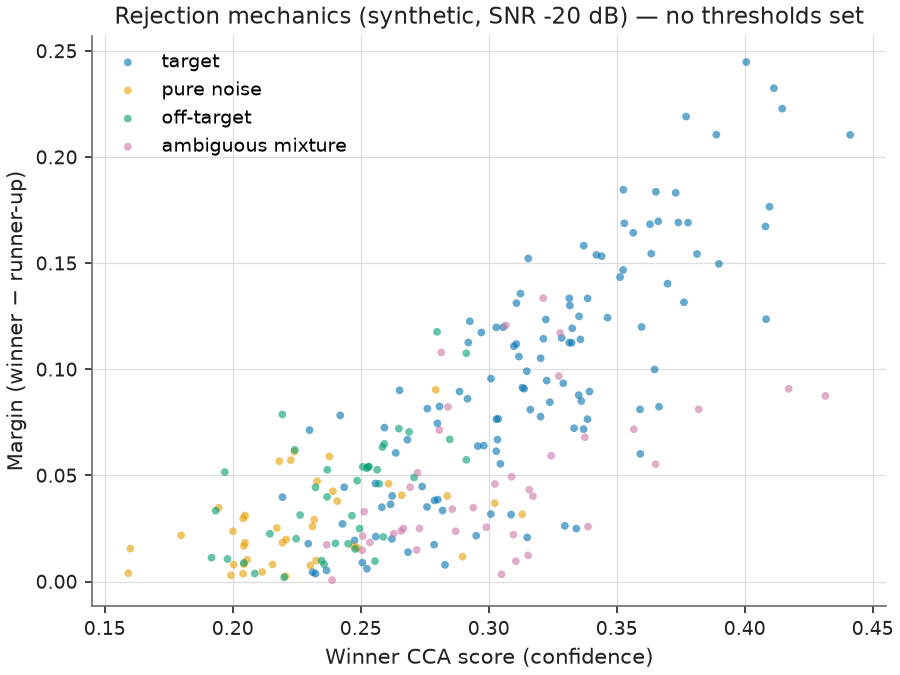 Rejection mechanics (synthetic, SNR -20 dB) — no thresholds set
target
pure noise
off-target
ambiguous mixture
Margin (winner − runner-up)
0.25
0.20
0.15
0.10
0.05
0.00
0.15 0.20 0.25 0.30 0.35 0.40 0.45
Winner CCA score (confidence)